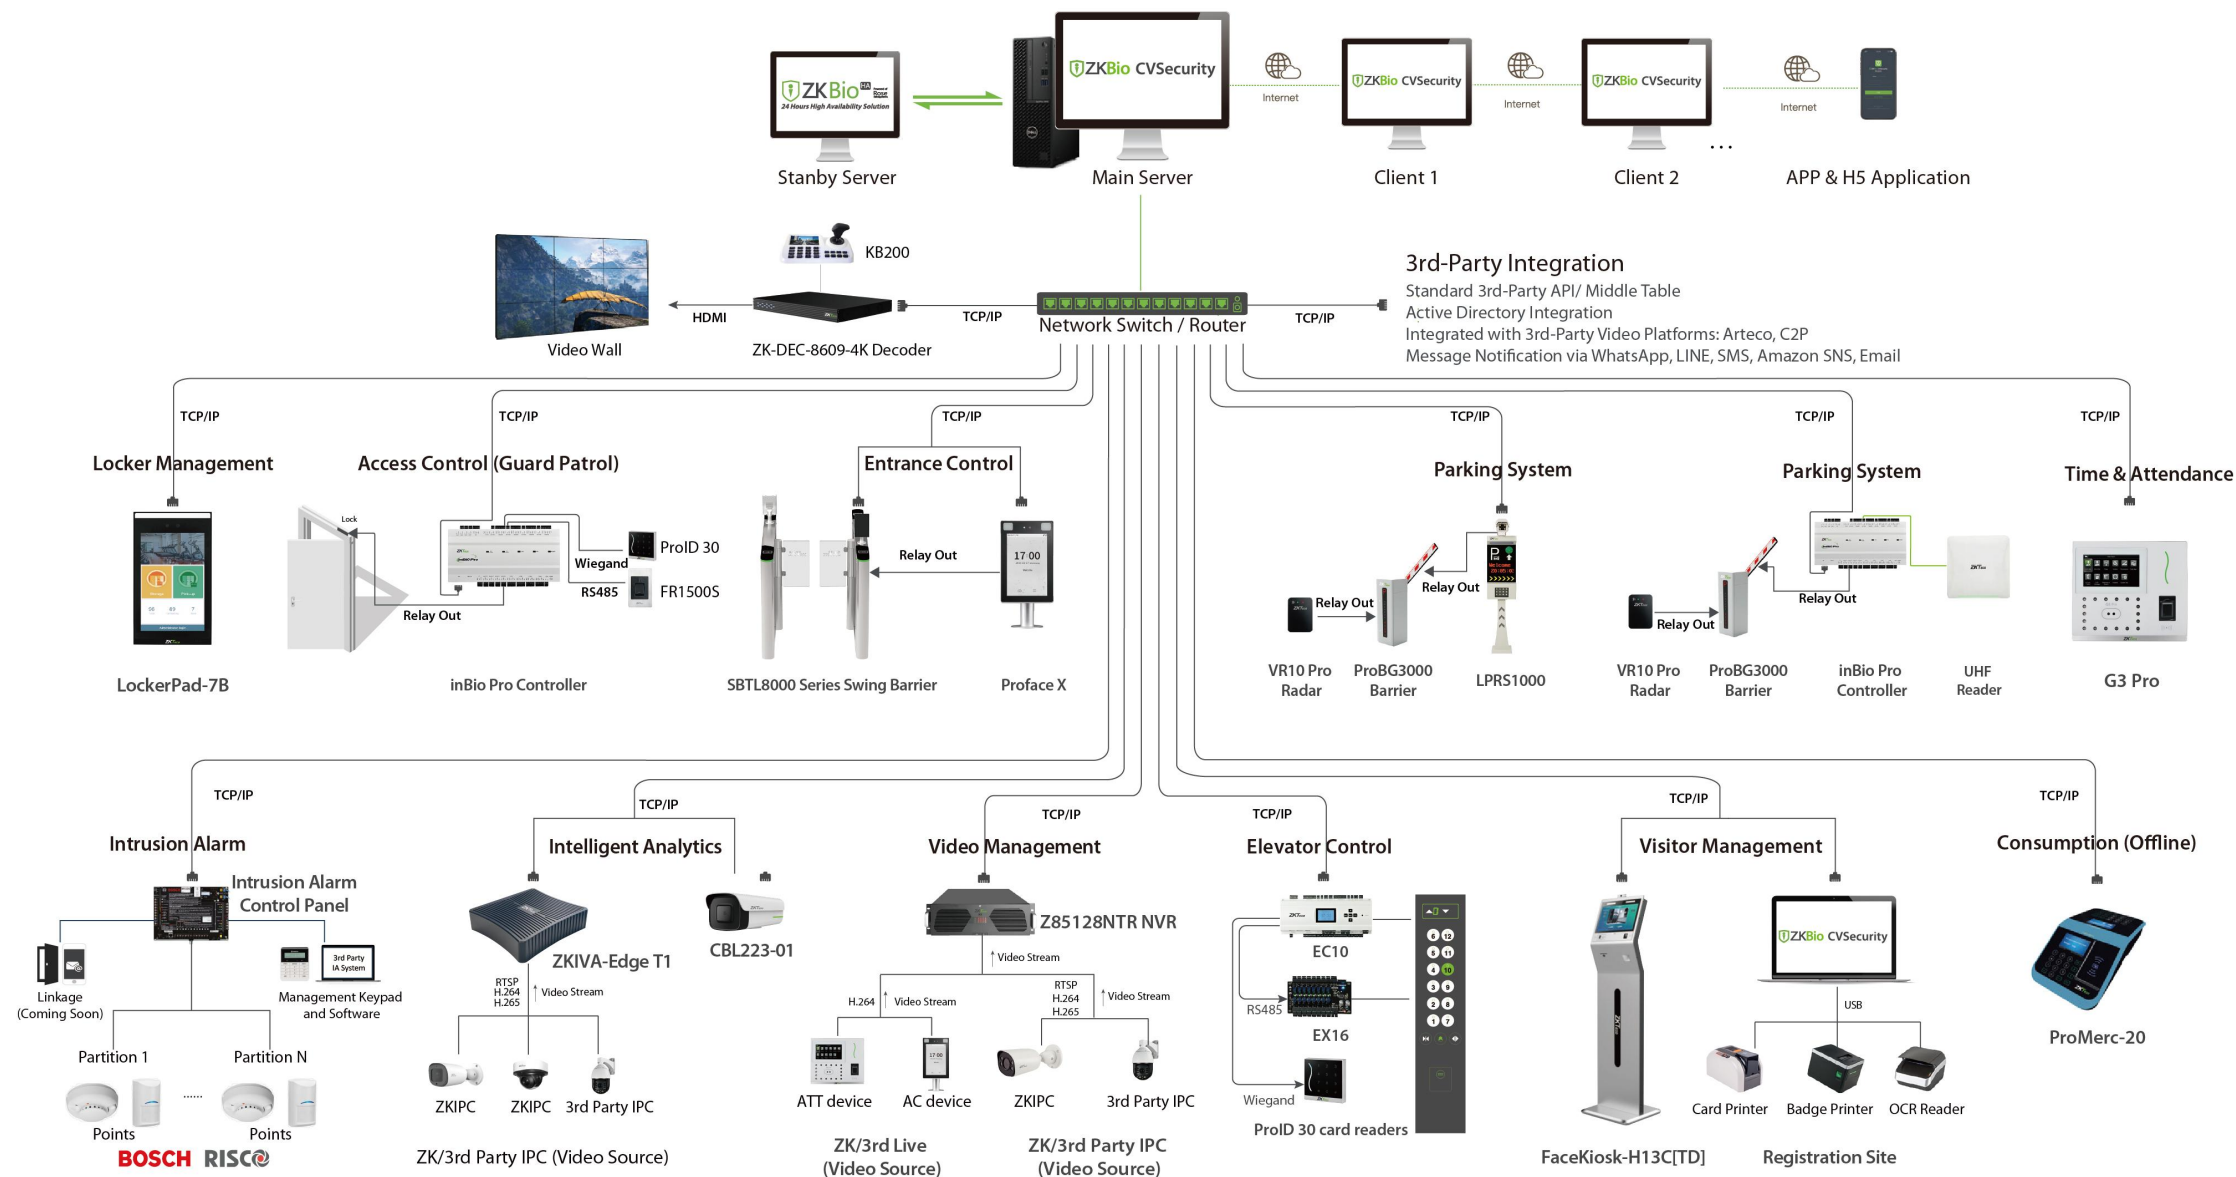 ZKBio HA
24 Hours High Availability Solution
ZKBio CVSecurity
ZKBio CVSecurity
ZKBio CVSecurity
Internet
Internet
Internet
...
Stanby Server
Main Server
Client 1
Client 2
APP & H5 Application
KB200
HDMI
TCP/IP
Network Switch / Router
TCP/IP
Video Wall
ZK-DEC-8609-4K Decoder
3rd-Party Integration
Standard 3rd-Party API/ Middle Table
Active Directory Integration
Integrated with 3rd-Party Video Platforms: Arteco, C2P
Message Notification via WhatsApp, LINE, SMS, Amazon SNS, Email
TCP/IP
TCP/IP
TCP/IP
TCP/IP
TCP/IP
TCP/IP
Locker Management
Access Control (Guard Patrol)
Entrance Control
Parking System
Parking System
Time & Attendance
Lock
Relay Out
Wiegand
RS485
ProID 30
FR1500S
Relay Out
17:00
Relay Out
Relay Out
Relay Out
Relay Out
LockerPad-7B
inBio Pro Controller
SBTL8000 Series Swing Barrier
Proface X
VR10 Pro
Radar
ProBG3000
Barrier
LPRS1000
VR10 Pro
Radar
ProBG3000
Barrier
inBio Pro
Controller
UHF
Reader
G3 Pro
TCP/IP
TCP/IP
TCP/IP
TCP/IP
TCP/IP
TCP/IP
Intrusion Alarm
Intelligent Analytics
Video Management
Elevator Control
Visitor Management
Consumption (Offline)
Intrusion Alarm
Control Panel
Linkage
(Coming Soon)
3rd Party
IA System
Management Keypad
and Software
Partition 1
Partition N
......
Points
Points
BOSCH RISCO
ZKIVA-Edge T1
CBL223-01
RTSP
H.264
H.265
Video Stream
ZKIPC
ZKIPC
3rd Party IPC
ZK/3rd Party IPC (Video Source)
Z85128NTR NVR
Video Stream
H.264
Video Stream
RTSP
H.264
H.265
Video Stream
ATT device
AC device
ZKIPC
3rd Party IPC
ZK/3rd Live
(Video Source)
ZK/3rd Party IPC
(Video Source)
EC10
RS485
EX16
Wiegand
ProID 30 card readers
6 12
5 11
4 10
3 9
2 8
1 7
ZKBio CVSecurity
USB
Card Printer
Badge Printer
OCR Reader
FaceKiosk-H13C[TD]
Registration Site
ProMerc-20